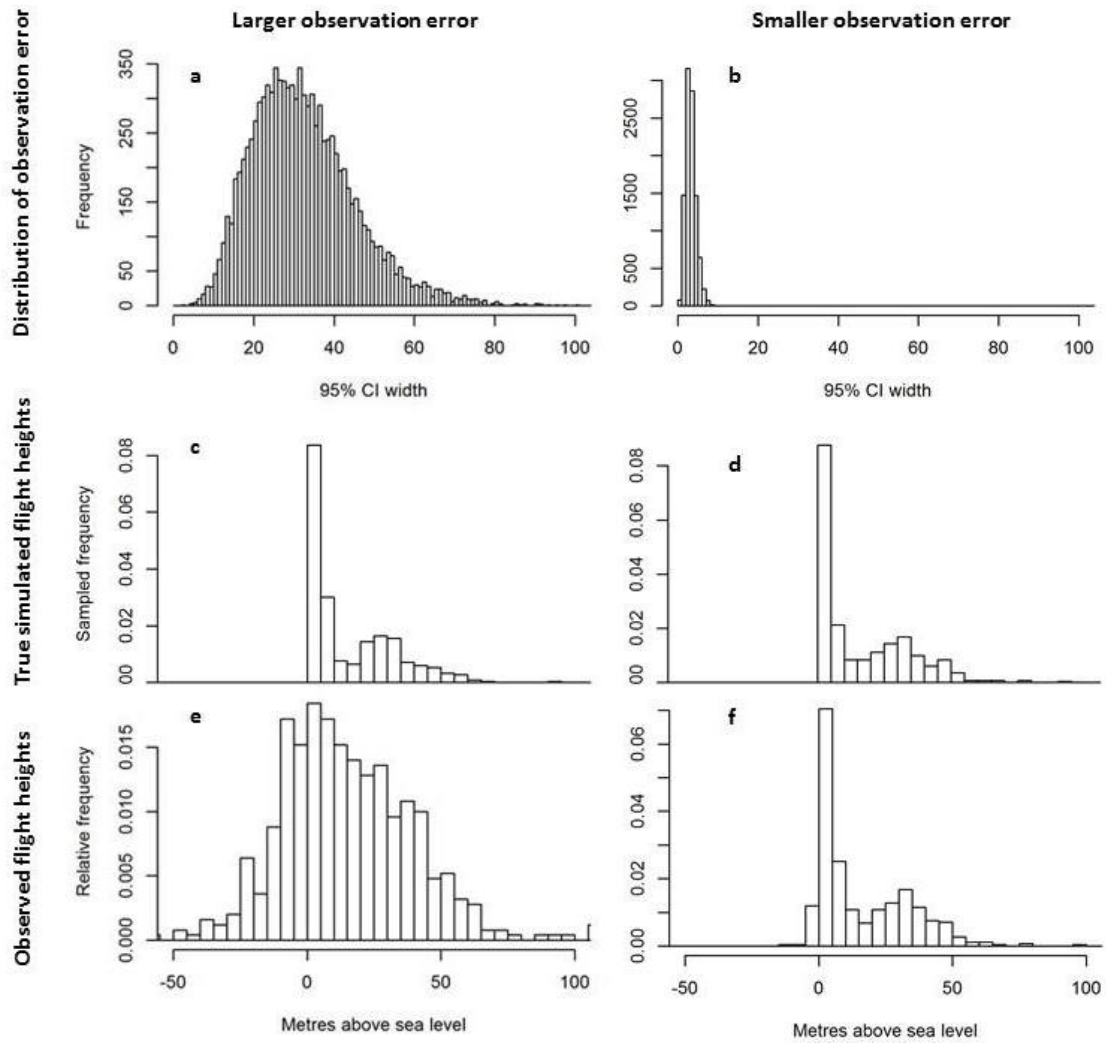 Larger observation error
Smaller observation error
Distribution of observation error
a
350
250
150
50
0
Frequency
0 20 40 60 80 100
95% CI width
b
2500
1500
500
0
0 20 40 60 80 100
95% CI width
True simulated flight heights
c
0.08
0.06
0.04
0.02
0.00
Sampled frequency
d
0.08
0.06
0.04
0.02
0.00
Observed flight heights
e
0.015
0.010
0.005
0.000
Relative frequency
-50 0 50 100
Metres above sea level
f
0.06
0.04
0.02
0.00
-50 0 50 100
Metres above sea level